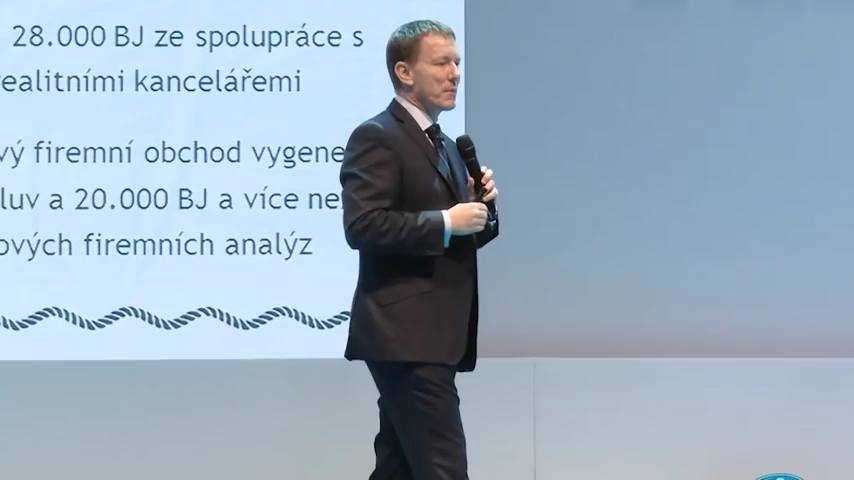 28.000 BJ ze spolupráce s
realitními kancelářemi
vý firemní obchod vygene
luv a 20.000 BJ a více ne
ových firemních analýz